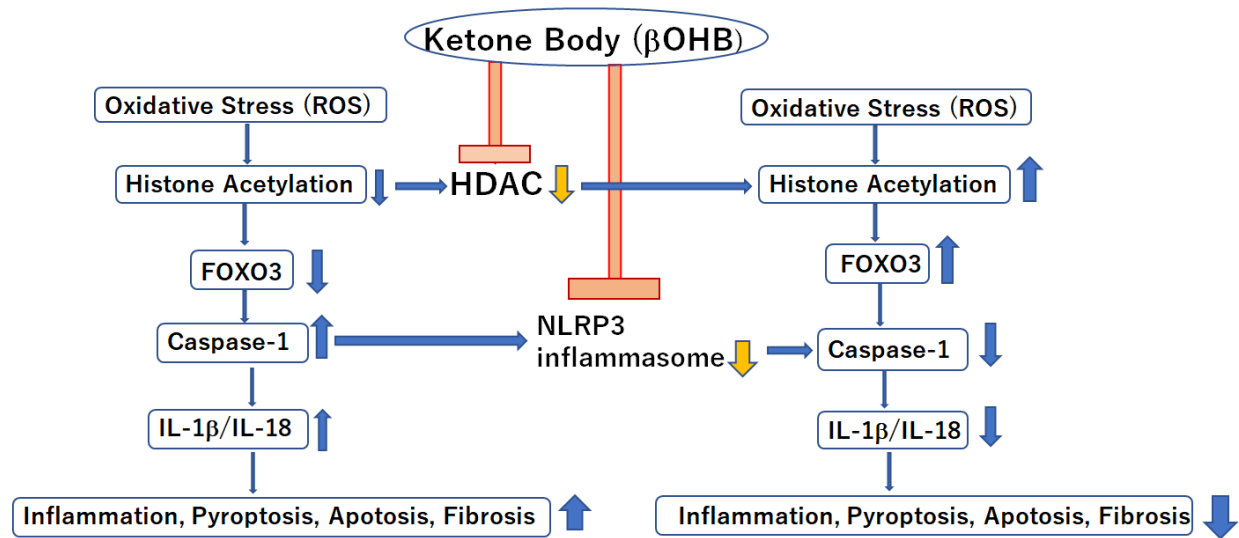 Ketone Body (βOHB)
Oxidative Stress (ROS)
Oxidative Stress (ROS)
Histone Acetylation
HDAC
Histone Acetylation
FOXO3
FOXO3
Caspase-1
NLRP3
inflammasome
Caspase-1
IL-1β/IL-18
IL-1β/IL-18
Inflammation, Pyroptosis, Apotosis, Fibrosis
Inflammation, Pyroptosis, Apotosis, Fibrosis